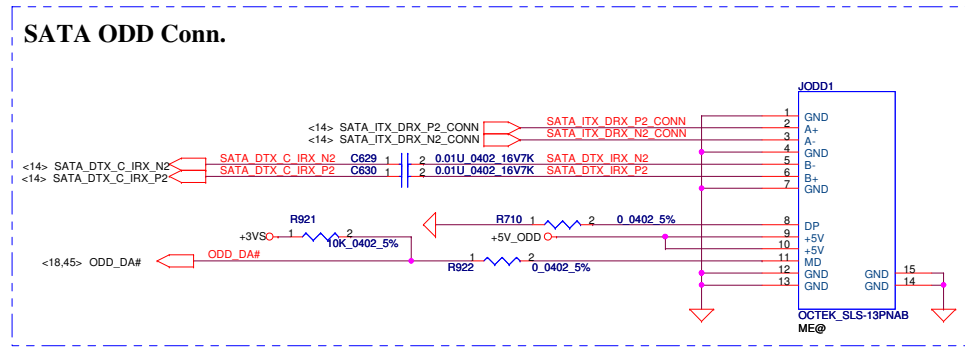 SATA ODD Conn.
JODD1
1 GND
<14> SATA_ITX_DRX_P2_CONN SATA_ITX_DRX_P2_CONN 2 A+
<14> SATA_ITX_DRX_N2_CONN SATA_ITX_DRX_N2_CONN 3 A-
4 GND
<14> SATA_DTX_C_IRX_N2 SATA_DTX_C_IRX_N2 C629 1 2 0.01U_0402_16V7K SATA_DTX_IRX_N2 5 B-
<14> SATA_DTX_C_IRX_P2 SATA_DTX_C_IRX_P2 C630 1 2 0.01U_0402_16V7K SATA_DTX_IRX_P2 6 B+
7 GND
R710 1 2 0_0402_5% 8 DP
R921
+3VS 1 2 10K_0402_5%
+5V_ODD 9 +5V
10 +5V
<18,45> ODD_DA# ODD_DA# R922 1 2 0_0402_5% 11 MD
12 GND GND 15
13 GND GND 14
OCTEK_SLS-13PNAB
ME@